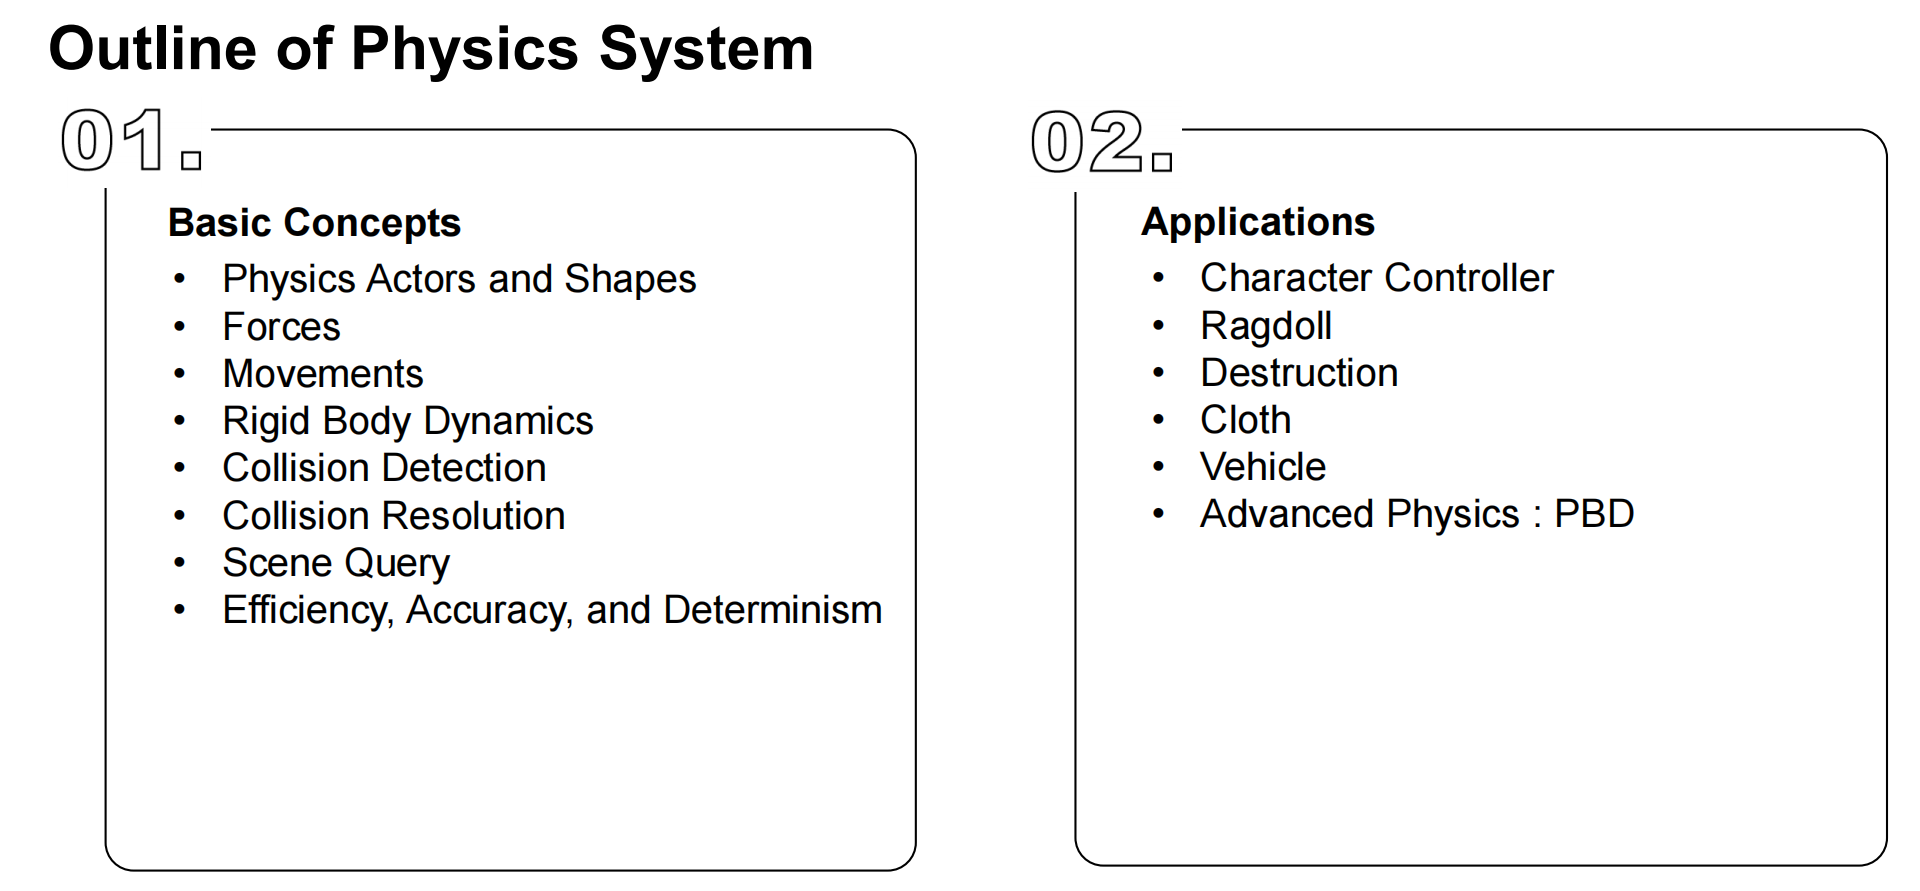 Outline of Physics System
01.
Basic Concepts
• Physics Actors and Shapes
• Forces
• Movements
• Rigid Body Dynamics
• Collision Detection
• Collision Resolution
• Scene Query
• Efficiency, Accuracy, and Determinism
02.
Applications
• Character Controller
• Ragdoll
• Destruction
• Cloth
• Vehicle
• Advanced Physics : PBD